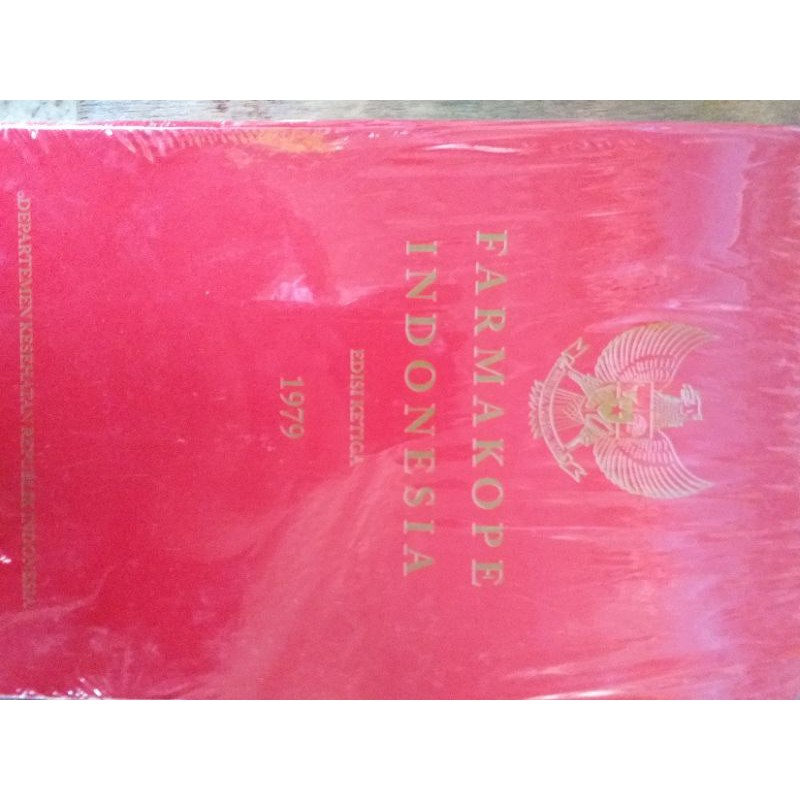 FARMAKOPE
INDONESIA
EDISI KETIGA
1979
DEPARTEMEN KESEHATAN REPUBLIK INDONESIA